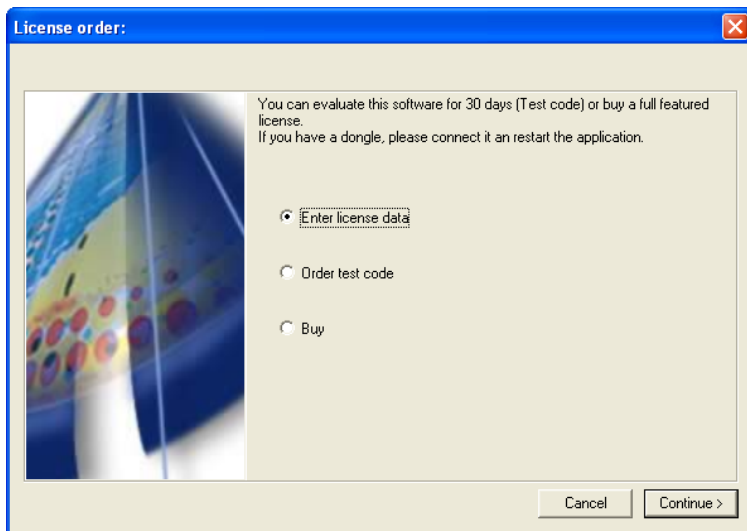 License order:
You can evaluate this software for 30 days (Test code) or buy a full featured
license.
If you have a dongle, please connect it an restart the application.
Enter license data
Order test code
Buy
Cancel
Continue >